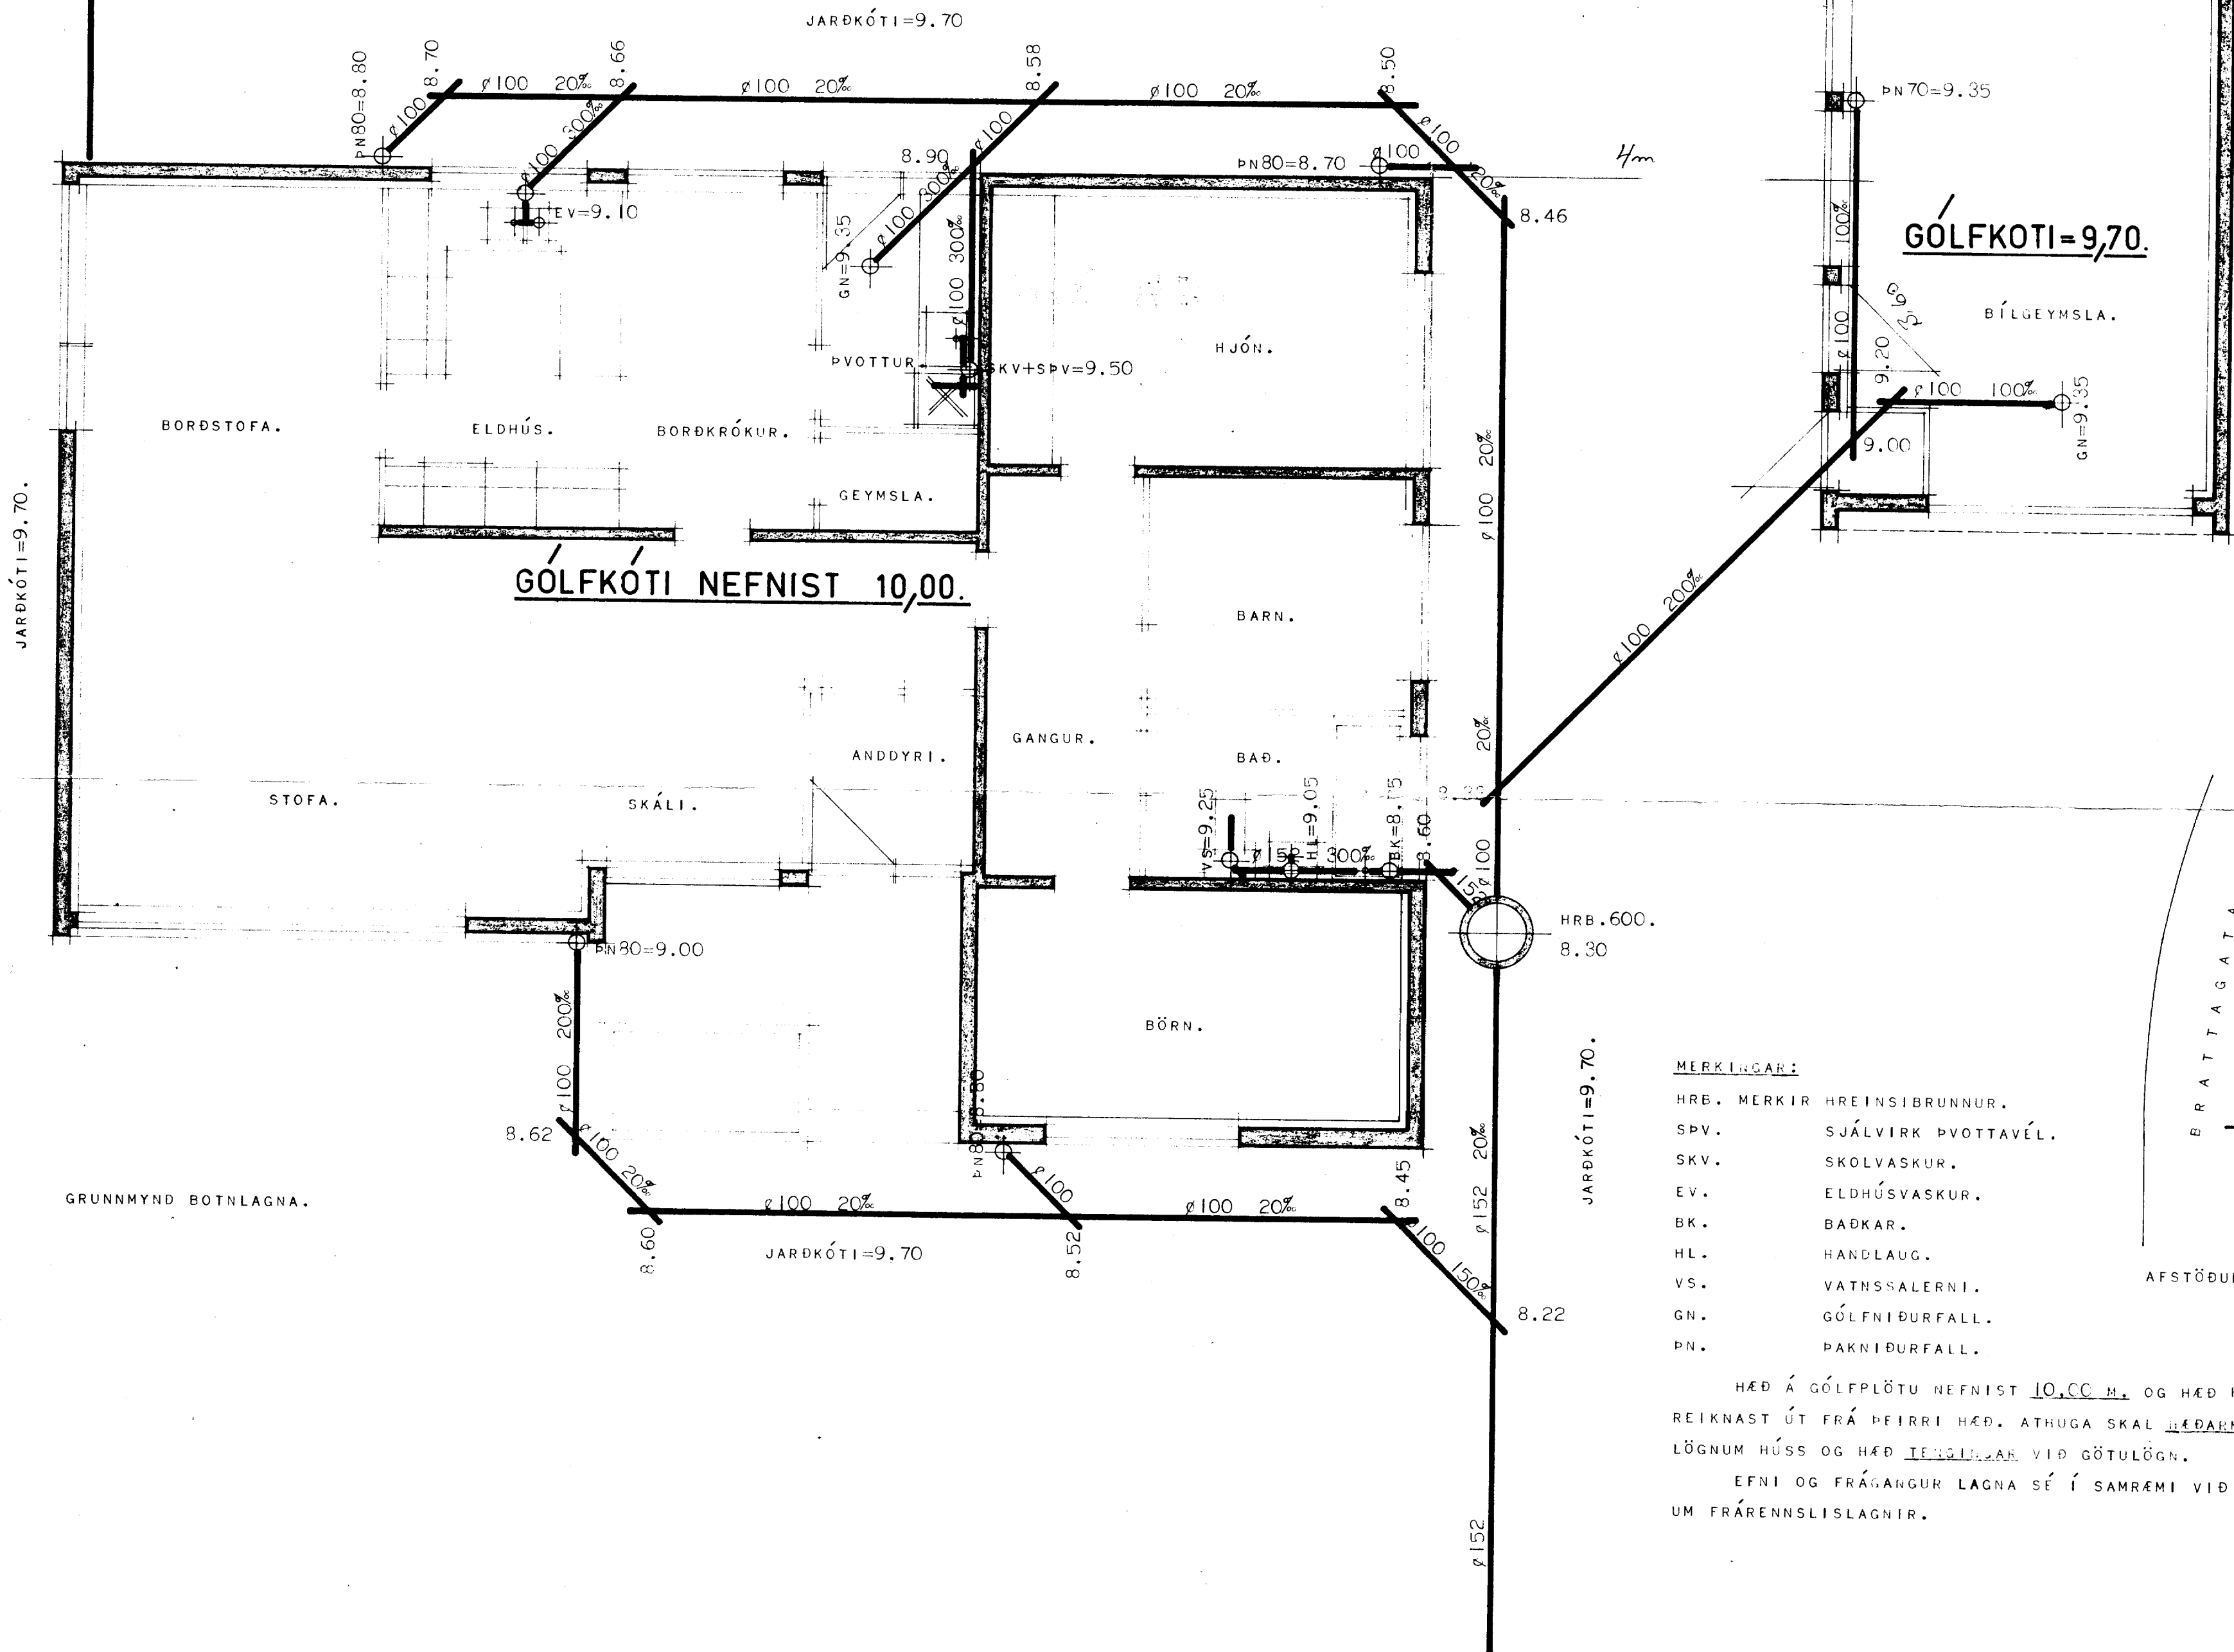 JARÐKÓTI=9.70
ÞN80=8.80
8.70
ø100
ø100 20‰
8.66
ø100 300‰
ø100 20‰
8.58
ø100
ø100 20‰
8.50
ø100 20‰
8.46
8.90
ÞN80=8.70
ø100
4m
EV=9.10
GN=9.35
ø100 300‰
ø100 300‰
ÞVOTTUR
SKV+SÞV=9.50
HJÓN.
BORÐSTOFA.
ELDHÚS.
BORÐKRÓKUR.
GEYMSLA.
ø100 20‰
ÞN70=9.35
ø100 100‰
GÓLFKOTI=9,70.
BÍLGEYMSLA.
9.20
ø100 100‰
GN=9.35
9.00
ø100 200‰
JARÐKÓTI=9.70.
GÓLFKÓTI NEFNIST 10,00.
BARN.
GANGUR.
BAÐ.
ANDDYRI.
STOFA.
SKÁLI.
VS=9.25
HL=9.05
ø152 300‰
8.60
ø100 20‰
HRB.600.
8.30
ÞN80=9.00
ø100 200‰
8.62
ø100 20‰
8.60
BÖRN.
ø100
ø100 20‰
ø100 20‰
8.52
8.45
ø100 150‰
8.22
ø152 20‰
ø152
JARÐKÓTI=9.70.
JARÐKÓTI=9.70
GRUNNMYND BOTNLAGNA.
BRATTAGATA
AFSTÖÐU
MERKINGAR:
HRB. MERKIR HREINSIBRUNNUR.
SÞV. SJÁLVIRK ÞVOTTAVÉL.
SKV. SKOLVASKUR.
EV. ELDHÚSVASKUR.
BK. BAÐKAR.
HL. HANDLAUG.
VS. VATNSSALERNI.
GN. GÓLFNIÐURFALL.
ÞN. ÞAKNIÐURFALL.
HÆÐ Á GÓLFPLÖTU NEFNIST 10,00 M. OG HÆÐ
REIKNAST ÚT FRÁ ÞEIRRI HÆÐ. ATHUGA SKAL HÆÐAR
LÖGNUM HÚSS OG HÆÐ TENGINGAR VIÐ GÖTULÖGN.
EFNI OG FRÁGANGUR LAGNA SÉ Í SAMRÆMI VIÐ
UM FRÁRENNSLISLAGNIR.